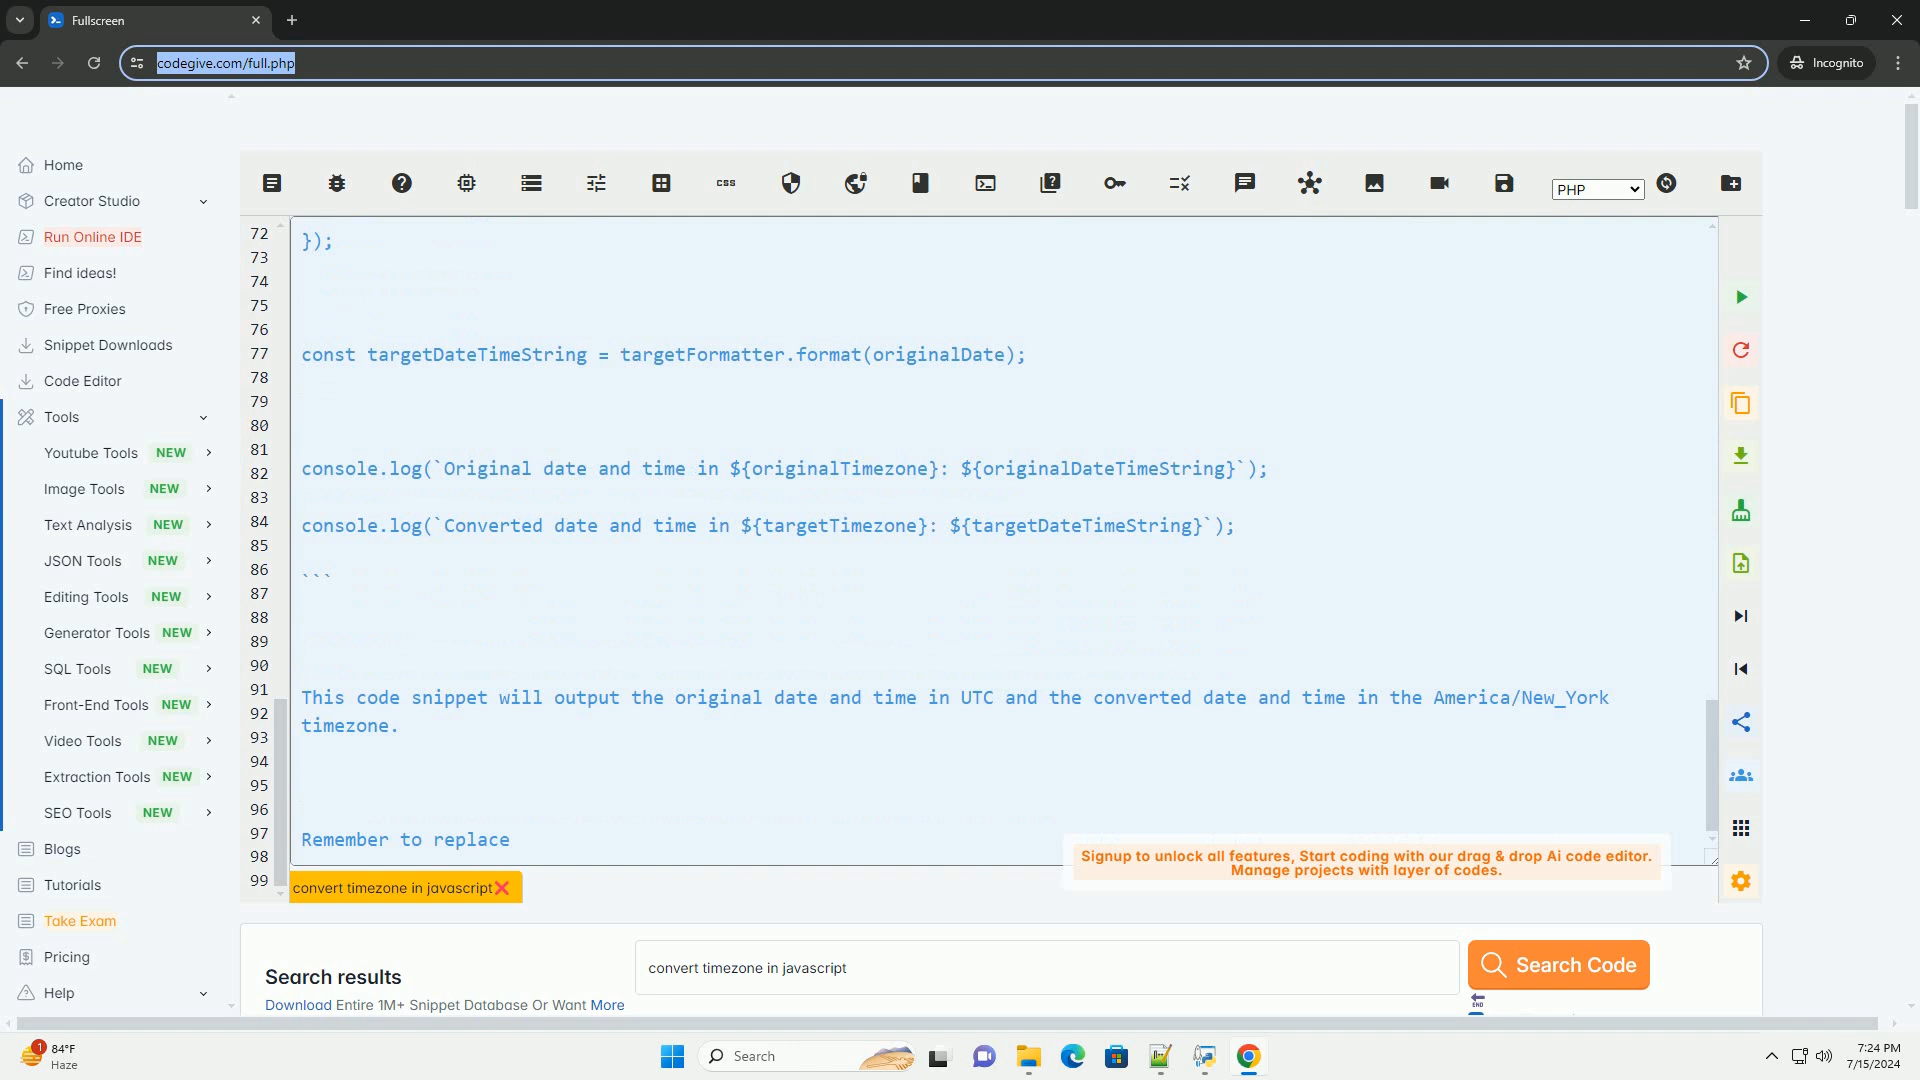 Fullscreen
codegive.com/full.php
Incognito
Home
Creator Studio
Run Online IDE
Find ideas!
Free Proxies
Snippet Downloads
Code Editor
Tools
Youtube Tools NEW
Image Tools NEW
Text Analysis NEW
JSON Tools NEW
Editing Tools NEW
Generator Tools NEW
SQL Tools NEW
Front-End Tools NEW
Video Tools NEW
Extraction Tools NEW
SEO Tools NEW
Blogs
Tutorials
Take Exam
Pricing
Help
css
PHP
72
73
74
75
76
77
78
79
80
81
82
83
84
85
86
87
88
89
90
91
92
93
94
95
96
97
98
99
});
const targetDateTimeString = targetFormatter.format(originalDate);
console.log(`Original date and time in ${originalTimezone}: ${originalDateTimeString}`);
console.log(`Converted date and time in ${targetTimezone}: ${targetDateTimeString}`);
```
This code snippet will output the original date and time in UTC and the converted date and time in the America/New_York
timezone.
Remember to replace
Signup to unlock all features, Start coding with our drag & drop Ai code editor.
Manage projects with layer of codes.
convert timezone in javascript
Search results
convert timezone in javascript
Search Code
END
Download Entire 1M+ Snippet Database Or Want More
1
84°F
Haze
Search
7:24 PM
7/15/2024